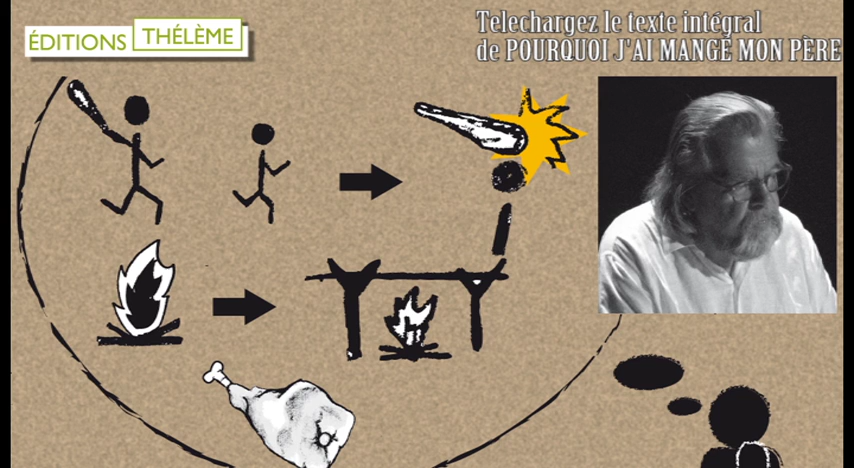 ÉDITIONS THÉLÈME
Telechargez le texte intégral
de POURQUOI J'AI MANGÉ MON PÈRE